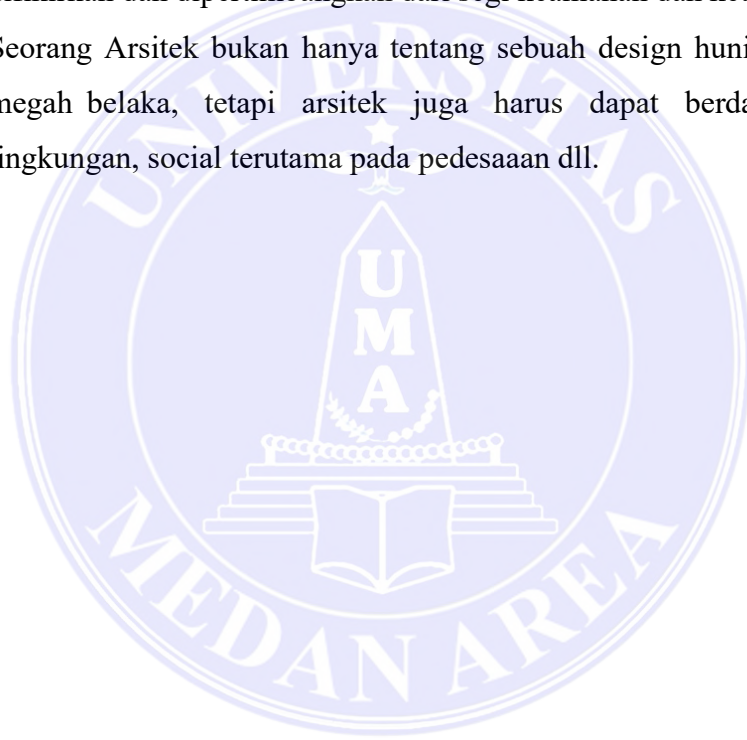 Seorang Arsitek bukan hanya tentang sebuah design huni
megah belaka, tetapi arsitek juga harus dapat berda
ingkungan, social terutama pada pedesaaan dll.
UNIVERSITAS
UMA
MEDAN AREA